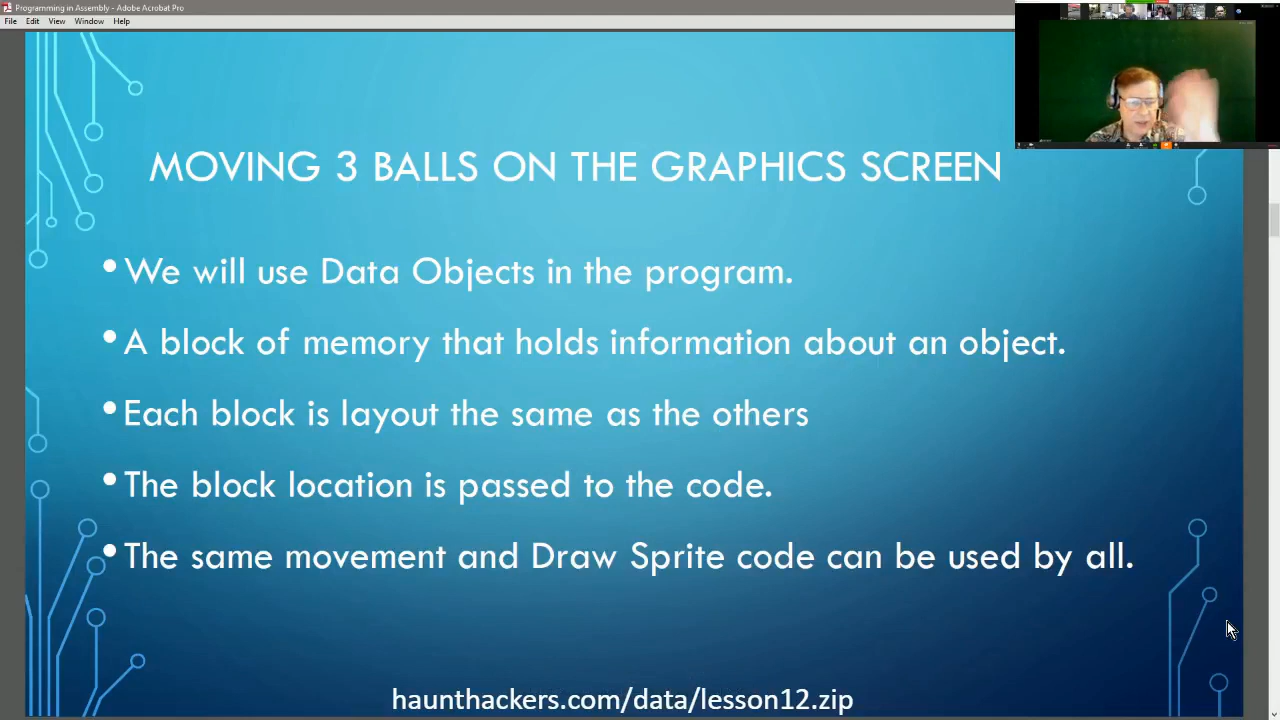 Programming in Assembly - Adobe Acrobat Pro
File Edit View Window Help
MOVING 3 BALLS ON THE GRAPHICS SCREEN
•We will use Data Objects in the program.
•A block of memory that holds information about an object.
•Each block is layout the same as the others
•The block location is passed to the code.
•The same movement and Draw Sprite code can be used by all.
haunthackers.com/data/lesson12.zip